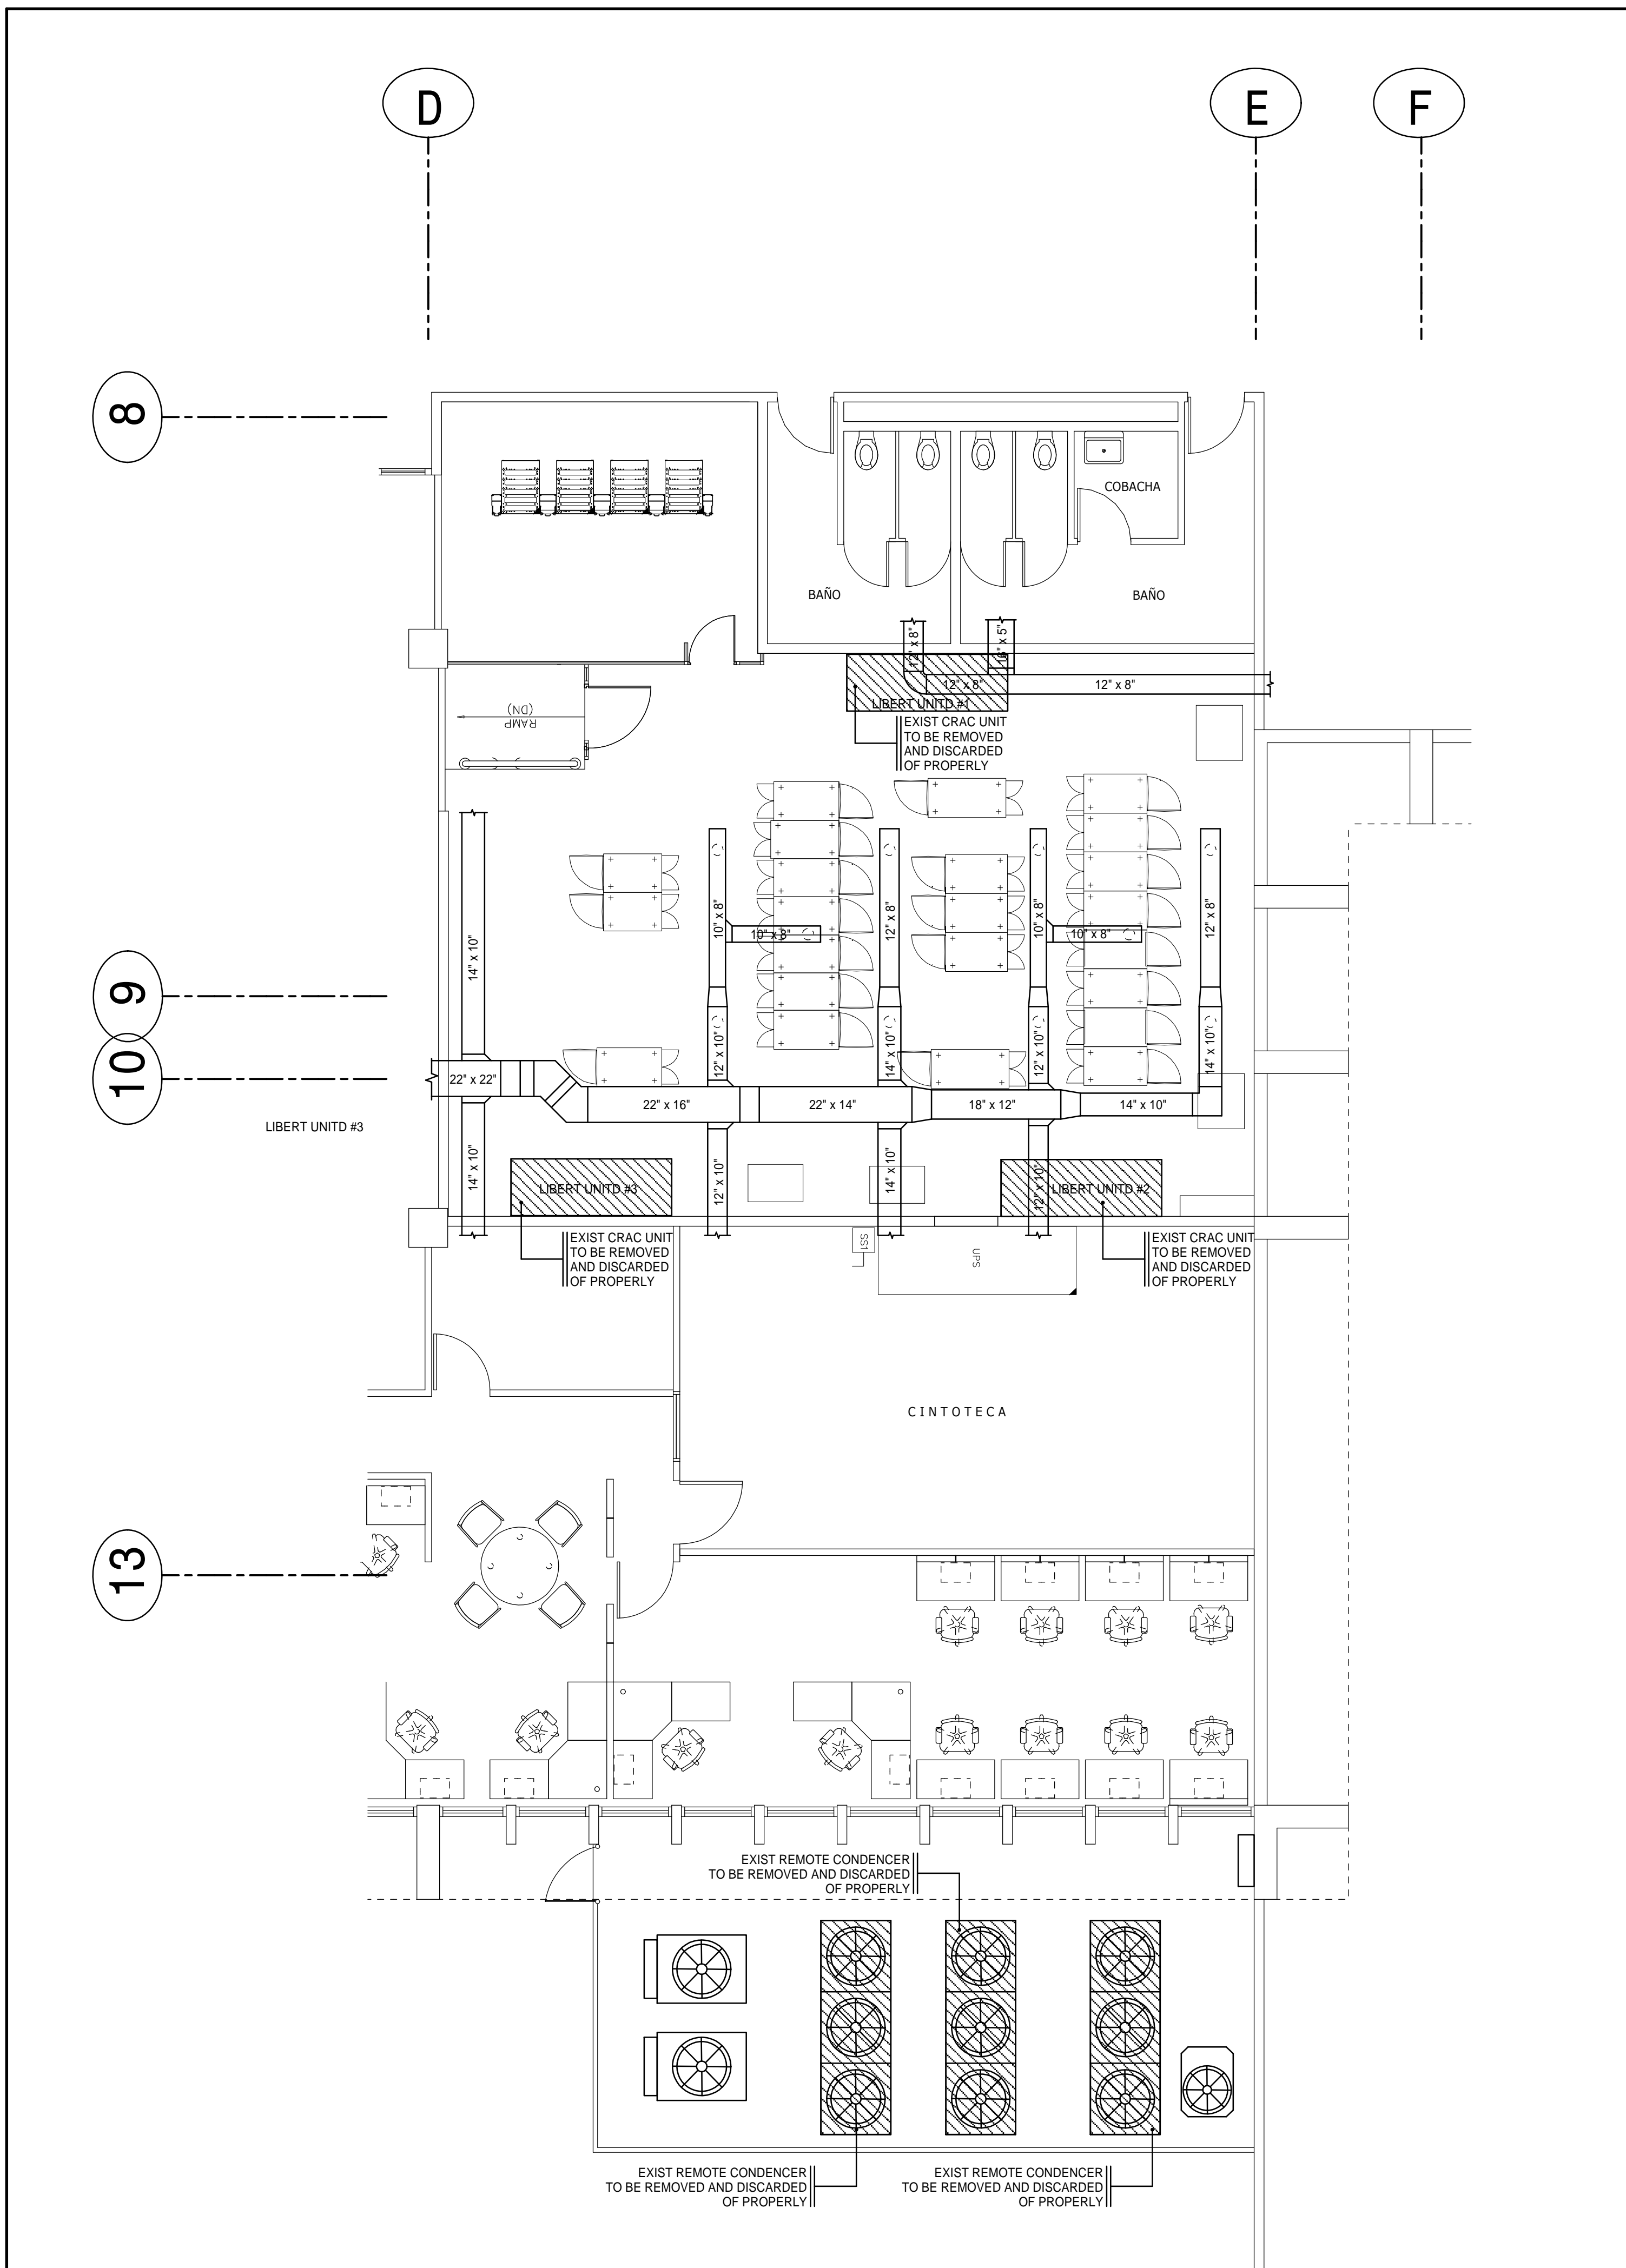 D
E
F
8
COBACHA
BAÑO
BAÑO
12" x 8"
16" x 5"
12" x 8"
12" x 8"
LIBERT UNITD #1
RAMP
(DN)
EXIST CRAC UNIT
TO BE REMOVED
AND DISCARDED
OF PROPERLY
14" x 10"
10" x 8"
10" x 8"
12" x 8"
10" x 8"
10" x 8"
12" x 8"
9
12" x 10"
14" x 10"
12" x 10"
14" x 10"
10
22" x 22"
22" x 16"
22" x 14"
18" x 12"
14" x 10"
LIBERT UNITD #3
14" x 10"
LIBERT UNITD #3
12" x 10"
14" x 10"
12" x 10"
LIBERT UNITD #2
EXIST CRAC UNIT
TO BE REMOVED
AND DISCARDED
OF PROPERLY
SS1
UPS
EXIST CRAC UNIT
TO BE REMOVED
AND DISCARDED
OF PROPERLY
CINTOTECA
13
EXIST REMOTE CONDENCER
TO BE REMOVED AND DISCARDED
OF PROPERLY
EXIST REMOTE CONDENCER
TO BE REMOVED AND DISCARDED
OF PROPERLY
EXIST REMOTE CONDENCER
TO BE REMOVED AND DISCARDED
OF PROPERLY